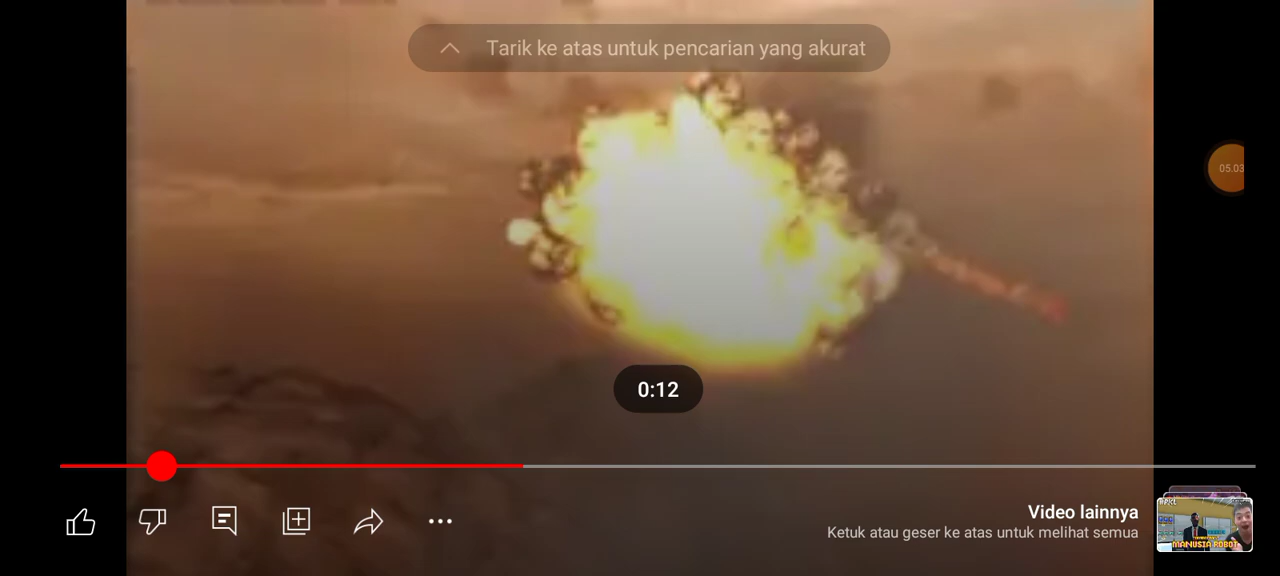 Tarik ke atas untuk pencarian yang akurat
05.03
0:12
Video lainnya
Ketuk atau geser ke atas untuk melihat semua
MANUSIA ROBOT